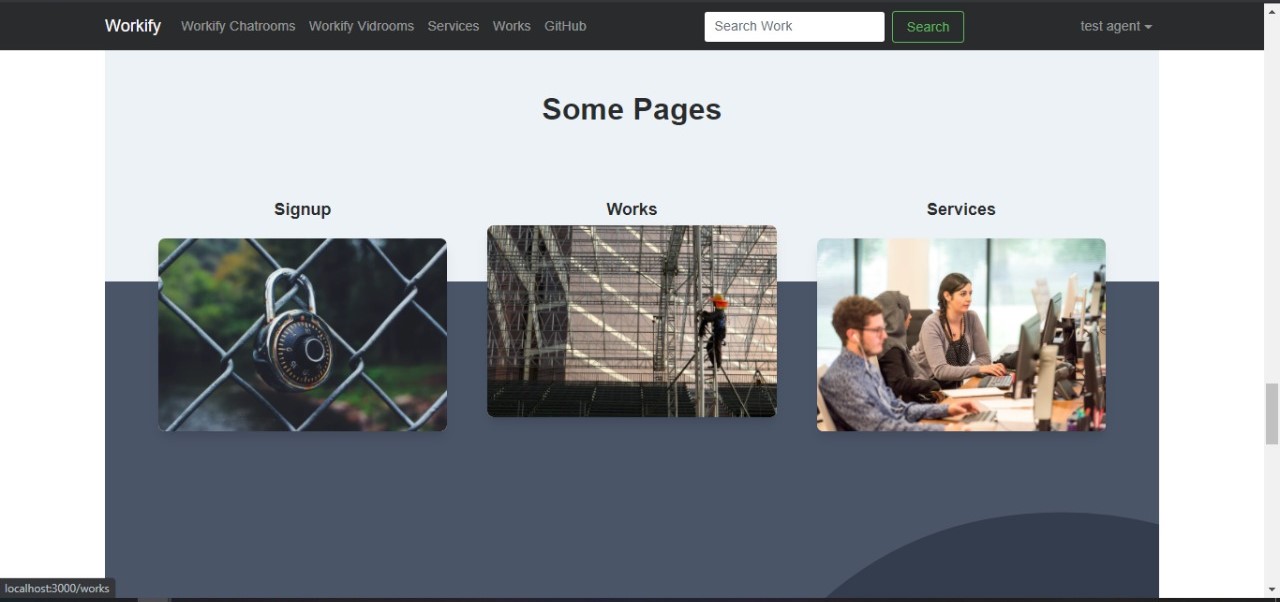 Workify Workify Chatrooms Workify Vidrooms Services Works GitHub Search Work Search test agent
Some Pages
Signup Works Services
localhost:3000/works